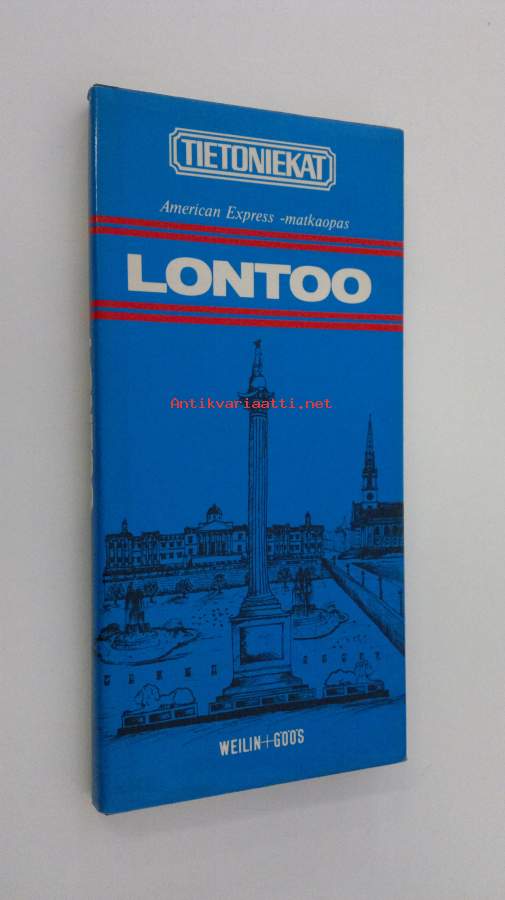 TIETONIEKAT
American Express -matkaopas
LONTOO
Antikvariaatti.net
WEILIN+GÖÖS